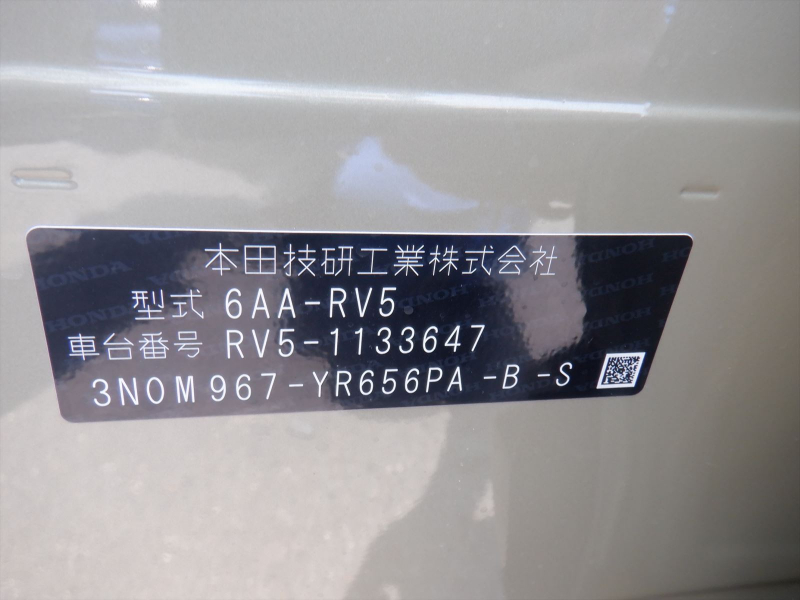 本田技研工業株式会社
型式 6AA-RV5
車台番号 RV5-1133647
3N0M967-YR656PA -B -S